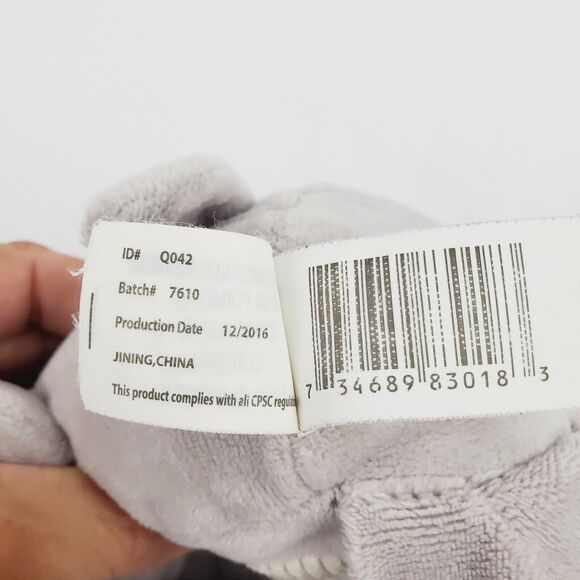 ID# Q042
Batch# 7610
Production Date 12/2016
JINING,CHINA
This product complies with all CPSC
7 34689 83018 3